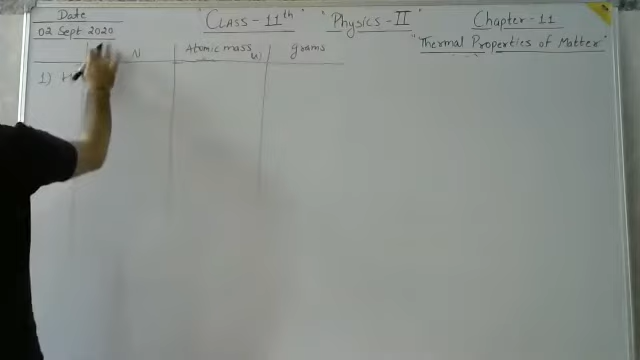 Date
02 Sept 2020
"CLASS - 11th" "Physics - II"
Chapter - 11
"Thermal Properties of Matter"
N Atomic mass (u) grams
1) H